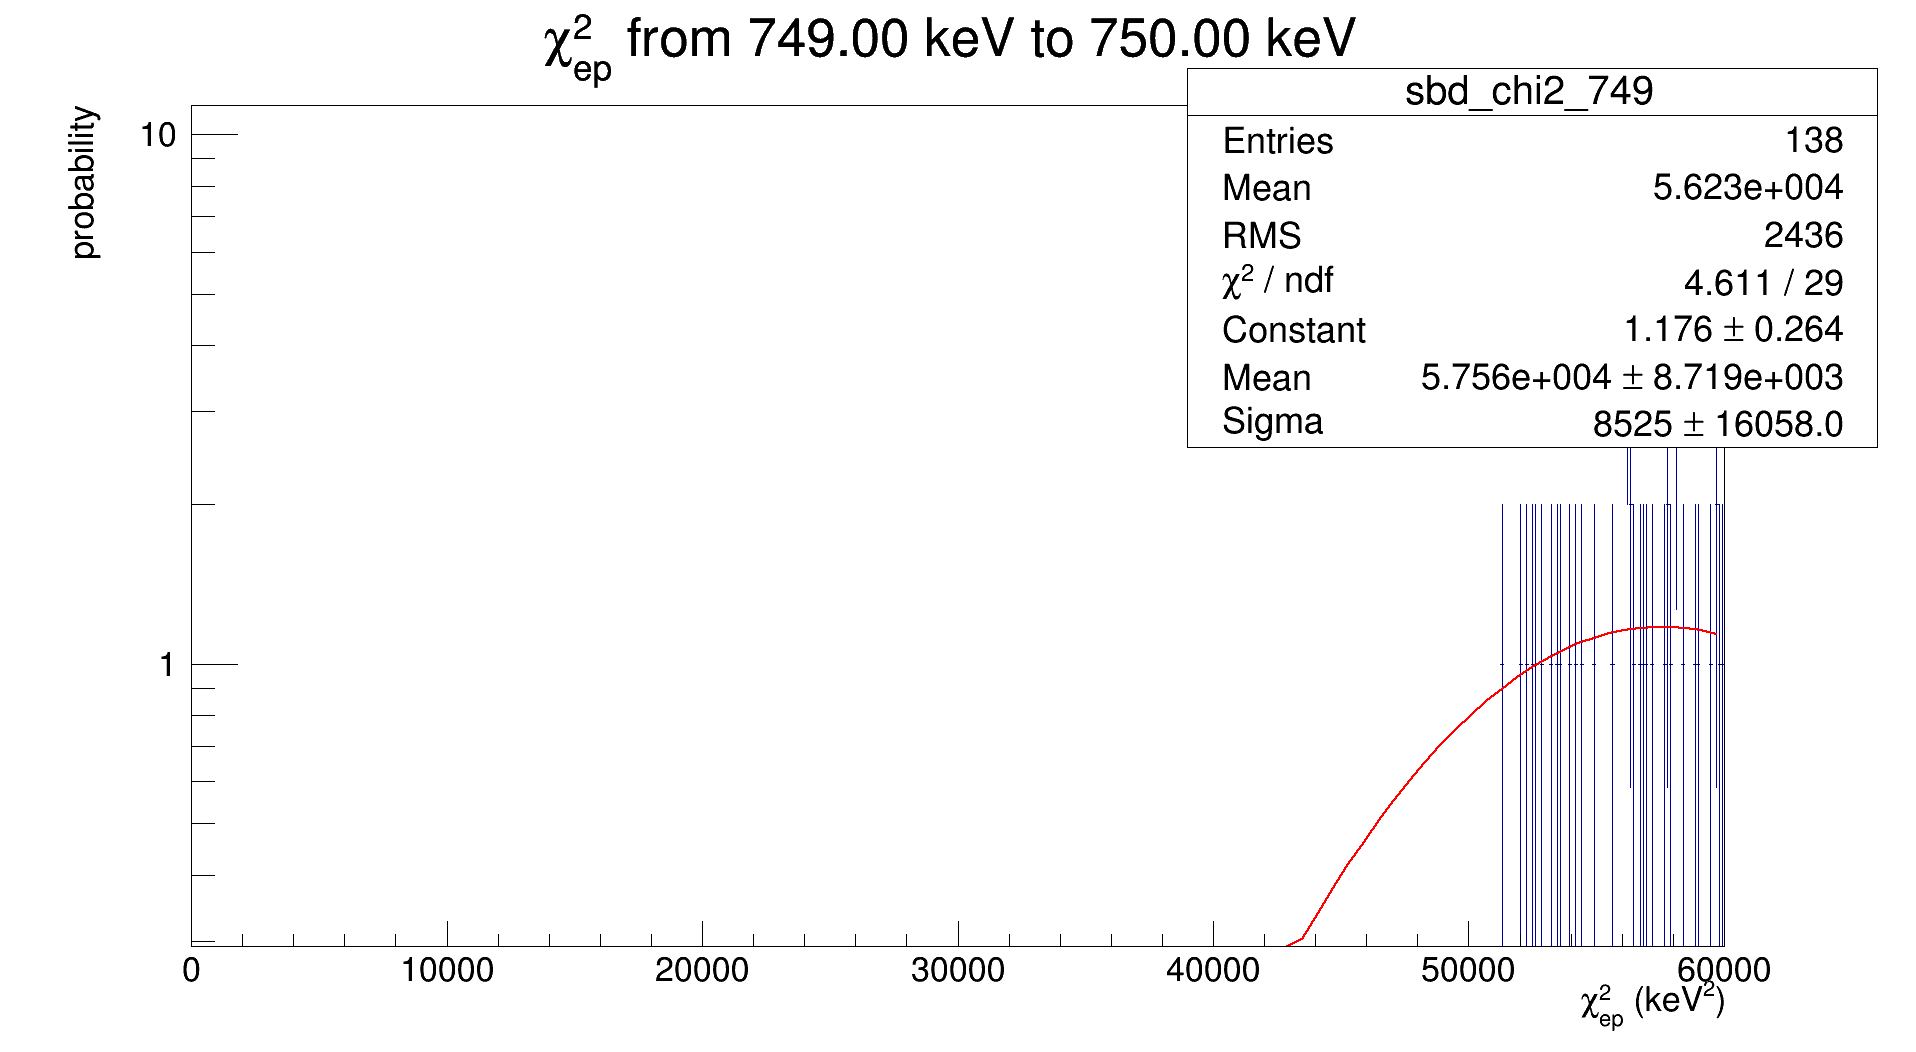 χ²ep from 749.00 keV to 750.00 keV
probability
sbd_chi2_749
Entries 138
Mean 5.623e+004
RMS 2436
χ² / ndf 4.611 / 29
Constant 1.176 ± 0.264
Mean 5.756e+004 ± 8.719e+003
Sigma 8525 ± 16058.0
10
1
0 10000 20000 30000 40000 50000 60000
χ²ep (keV²)